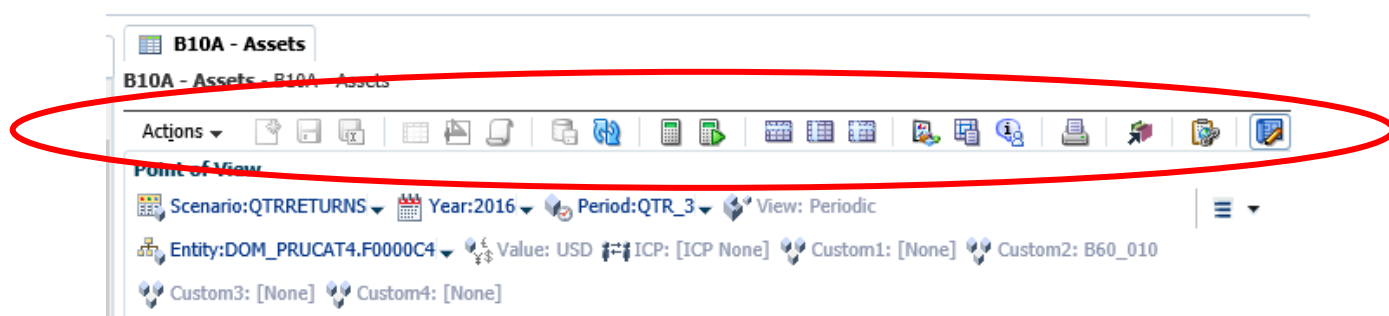 B10A - Assets
B10A - Assets - B10A - Assets
Actions
Point of View
Scenario:QTRRETURNS Year:2016 Period:QTR_3 View: Periodic
Entity:DOM_PRUCAT4.F0000C4 Value: USD ICP: [ICP None] Custom1: [None] Custom2: B60_010
Custom3: [None] Custom4: [None]